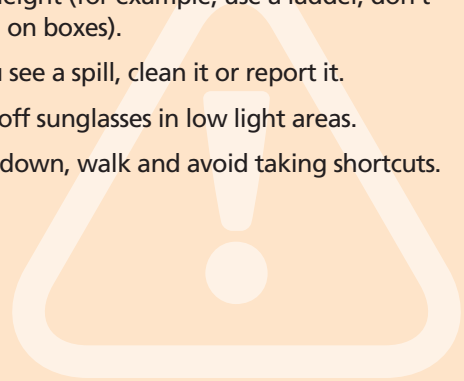 eight (for example, use a ladder, don't
on boxes).
see a spill, clean it or report it.
off sunglasses in low light areas.
down, walk and avoid taking shortcuts.